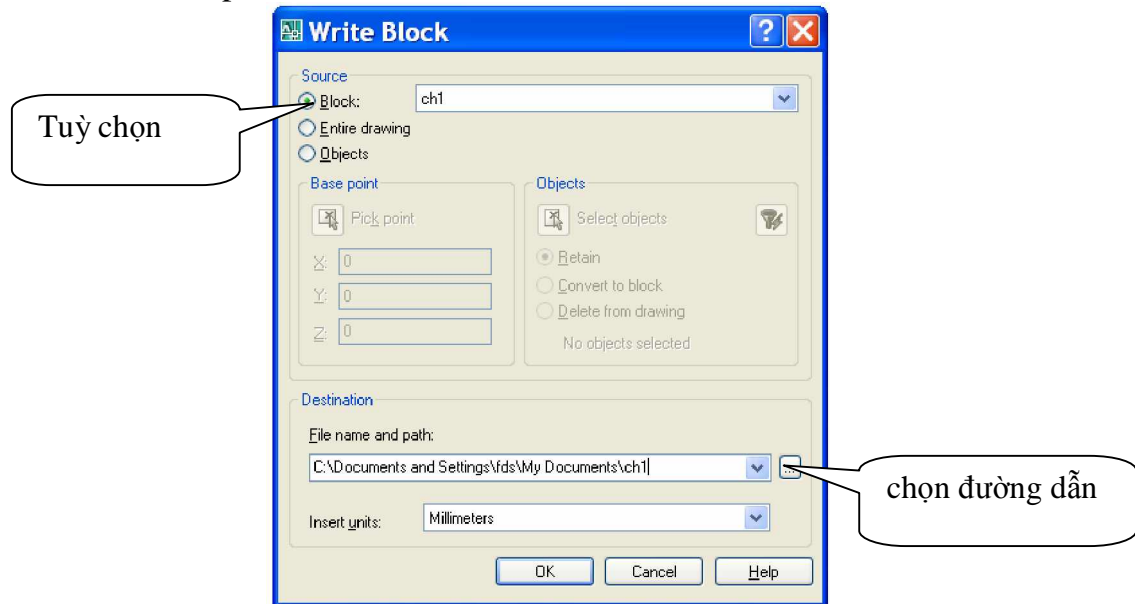 Write Block
Source
Block:
ch1
Tuỳ chọn
Entire drawing
Objects
Base point
Objects
Pick point
Select objects
X:
0
Retain
Y:
0
Convert to block
Z:
0
Delete from drawing
No objects selected
Destination
File name and path:
C:\Documents and Settings\fds\My Documents\ch1
...
chọn đường dẫn
Insert units:
Millimeters
OK
Cancel
Help